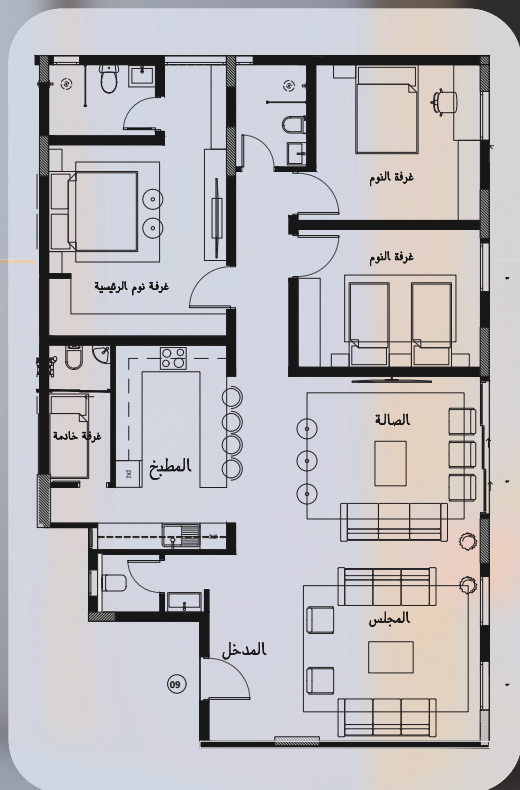 غرفة النوم
غرفة النوم
غرفة نوم الرئيسية
الصالة
غرفة خادمة
المطبخ
المجلس
المدخل
09